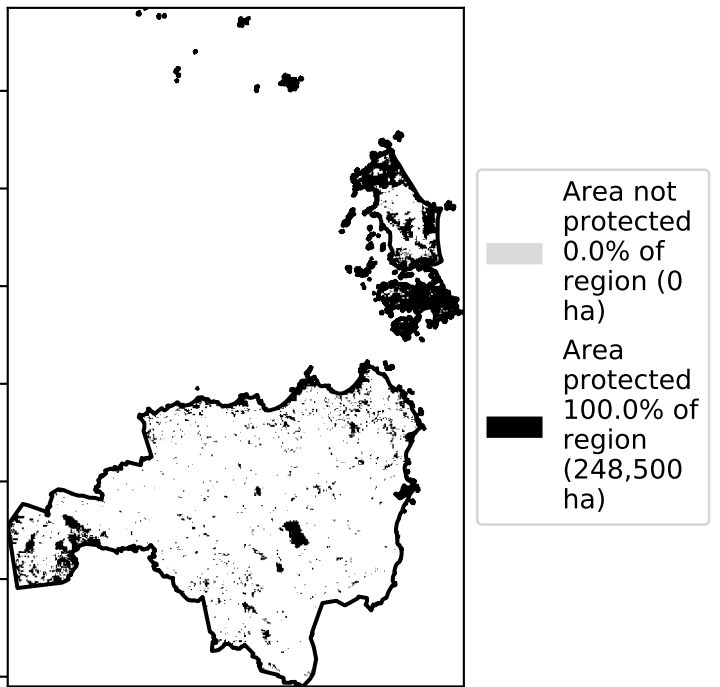 Area not
protected
0.0% of
region (0
ha)
Area
protected
100.0% of
region
(248,500
ha)